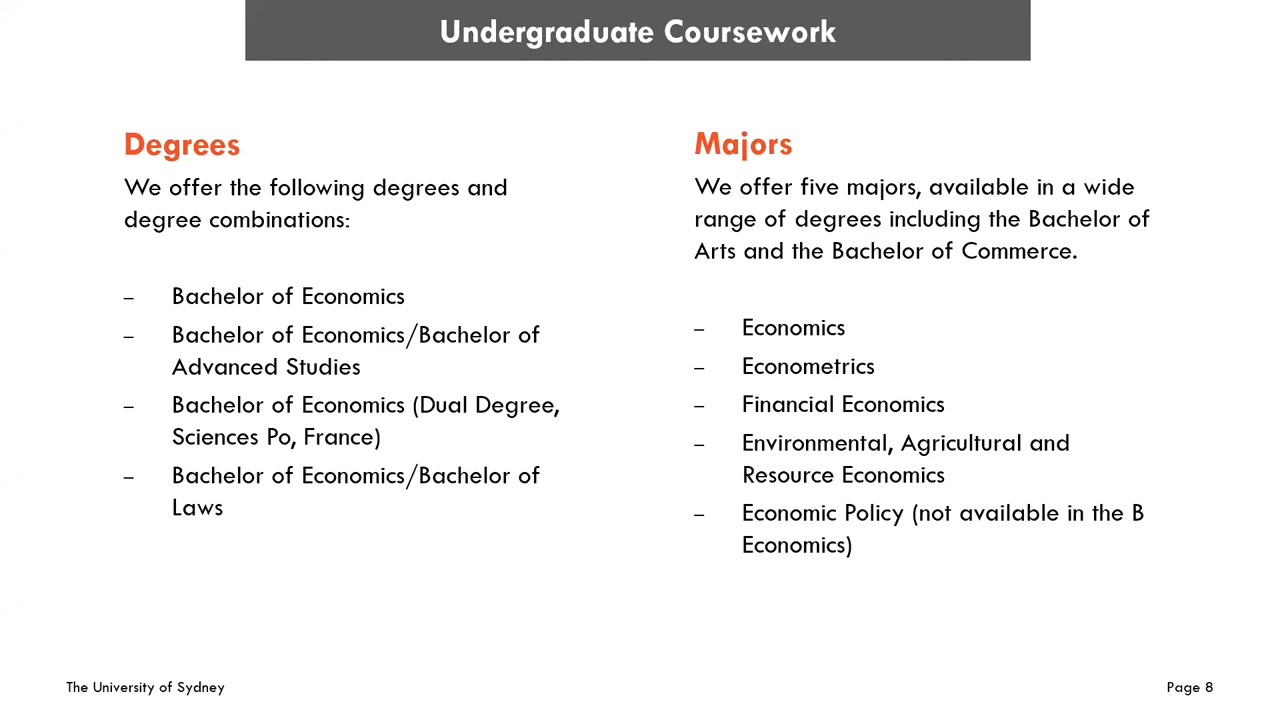 Undergraduate Coursework
Degrees
We offer the following degrees and
degree combinations:
– Bachelor of Economics
– Bachelor of Economics/Bachelor of
Advanced Studies
– Bachelor of Economics (Dual Degree,
Sciences Po, France)
– Bachelor of Economics/Bachelor of
Laws
Majors
We offer five majors, available in a wide
range of degrees including the Bachelor of
Arts and the Bachelor of Commerce.
– Economics
– Econometrics
– Financial Economics
– Environmental, Agricultural and
Resource Economics
– Economic Policy (not available in the B
Economics)
The University of Sydney
Page 8